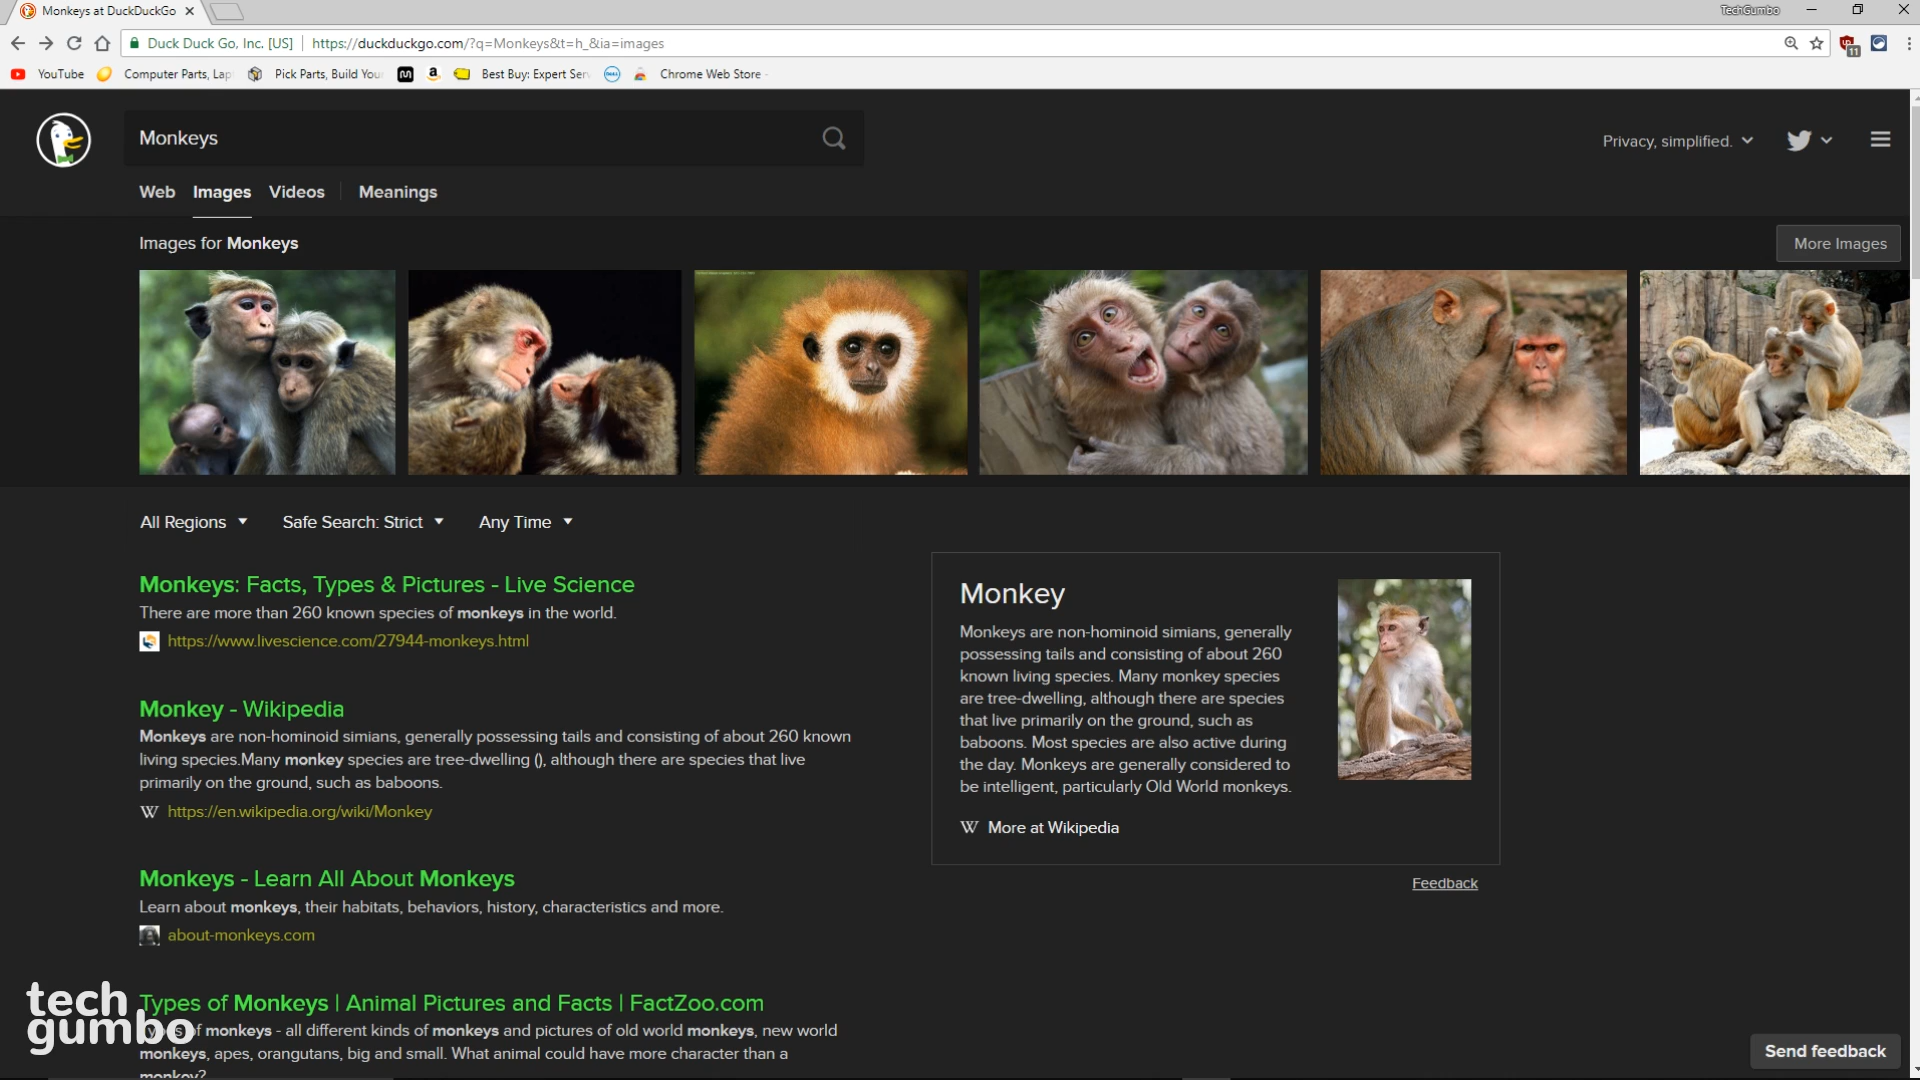 Monkeys at DuckDuckGo
TechGumbo
Duck Duck Go, Inc. [US]
https://duckduckgo.com/?q=Monkeys&t=h_&ia=images
11
YouTube
Computer Parts, Lap
Pick Parts, Build Your
Best Buy: Expert Ser
Chrome Web Store
Monkeys
Privacy, simplified.
Web Images Videos Meanings
Images for Monkeys
More Images
All Regions Safe Search: Strict Any Time
Monkeys: Facts, Types & Pictures - Live Science
There are more than 260 known species of monkeys in the world.
https://www.livescience.com/27944-monkeys.html
Monkey - Wikipedia
Monkeys are non-hominoid simians, generally possessing tails and consisting of about 260 known
living species.Many monkey species are tree-dwelling (), although there are species that live
primarily on the ground, such as baboons.
W https://en.wikipedia.org/wiki/Monkey
Monkeys - Learn All About Monkeys
Learn about monkeys, their habitats, behaviors, history, characteristics and more.
about-monkeys.com
Types of Monkeys | Animal Pictures and Facts | FactZoo.com
Types of monkeys - all different kinds of monkeys and pictures of old world monkeys, new world
monkeys, apes, orangutans, big and small. What animal could have more character than a
monkey?
Monkey
Monkeys are non-hominoid simians, generally
possessing tails and consisting of about 260
known living species. Many monkey species
are tree-dwelling, although there are species
that live primarily on the ground, such as
baboons. Most species are also active during
the day. Monkeys are generally considered to
be intelligent, particularly Old World monkeys.
W More at Wikipedia
Feedback
Send feedback
tech
gumbo